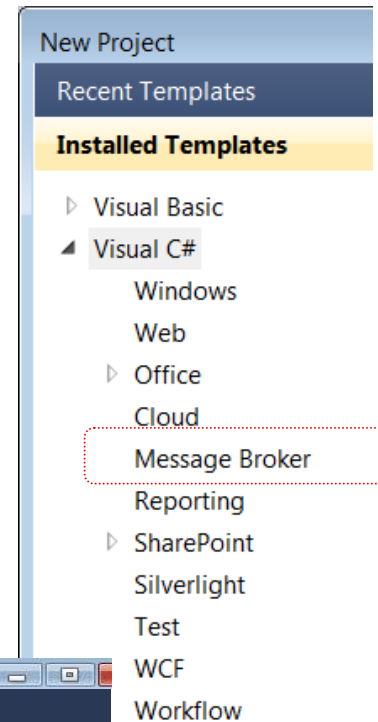 New Project
Recent Templates
Installed Templates
Visual Basic
Visual C#
Windows
Web
Office
Cloud
Message Broker
Reporting
SharePoint
Silverlight
Test
WCF
Workflow